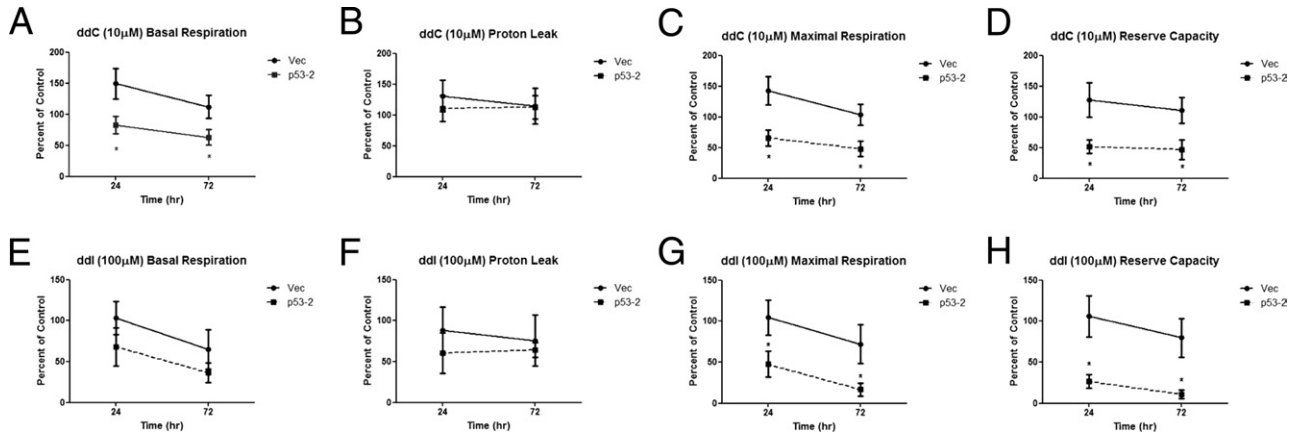 A
ddC (10μM) Basal Respiration
200
150
100
50
0
Percent of Control
24
72
Time (hr)
Vec
p53-2
*
*
B
ddC (10μM) Proton Leak
200
150
100
50
0
Percent of Control
24
72
Time (hr)
Vec
p53-2
C
ddC (10μM) Maximal Respiration
200
150
100
50
0
Percent of Control
24
72
Time (hr)
Vec
p53-2
*
*
D
ddC (10μM) Reserve Capacity
200
150
100
50
0
Percent of Control
24
72
Time (hr)
Vec
p53-2
*
*
E
ddI (100μM) Basal Respiration
150
100
50
0
Percent of Control
24
72
Time (hr)
Vec
p53-2
F
ddI (100μM) Proton Leak
150
100
50
0
Percent of Control
24
72
Time (hr)
Vec
p53-2
G
ddI (100μM) Maximal Respiration
150
100
50
0
Percent of Control
24
72
Time (hr)
Vec
p53-2
*
*
H
ddI (100μM) Reserve Capacity
150
100
50
0
Percent of Control
24
72
Time (hr)
Vec
p53-2
*
*